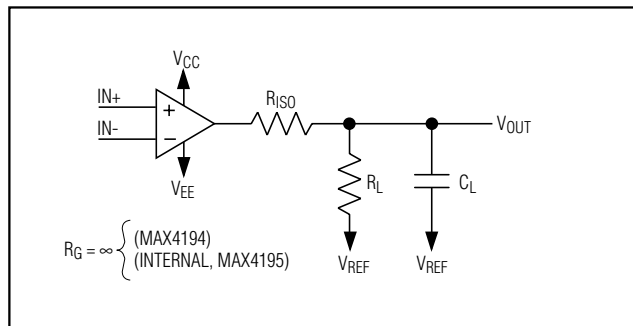 VCC
IN+
+
IN-
−
VEE
RISO
VOUT
RL
CL
VREF
VREF
RG = ∞ { (MAX4194)
(INTERNAL, MAX4195)